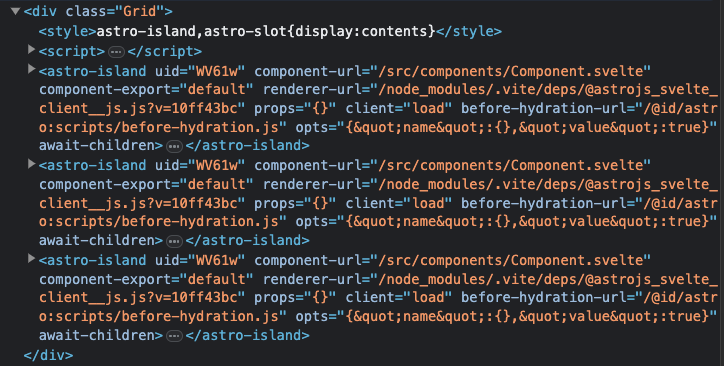 <div class="Grid">
<style>astro-island,astro-slot{display:contents}</style>
<script>…</script>
<astro-island uid="WV61w" component-url="/src/components/Component.svelte"
component-export="default" renderer-url="/node_modules/.vite/deps/@astrojs_svelte_
client__js.js?v=10ff43bc" props="{}" client="load" before-hydration-url="/@id/astr
o:scripts/before-hydration.js" opts="{&quot;name&quot;:{},&quot;value&quot;:true}"
await-children>…</astro-island>
<astro-island uid="WV61w" component-url="/src/components/Component.svelte"
component-export="default" renderer-url="/node_modules/.vite/deps/@astrojs_svelte_
client__js.js?v=10ff43bc" props="{}" client="load" before-hydration-url="/@id/astr
o:scripts/before-hydration.js" opts="{&quot;name&quot;:{},&quot;value&quot;:true}"
await-children>…</astro-island>
<astro-island uid="WV61w" component-url="/src/components/Component.svelte"
component-export="default" renderer-url="/node_modules/.vite/deps/@astrojs_svelte_
client__js.js?v=10ff43bc" props="{}" client="load" before-hydration-url="/@id/astr
o:scripts/before-hydration.js" opts="{&quot;name&quot;:{},&quot;value&quot;:true}"
await-children>…</astro-island>
</div>